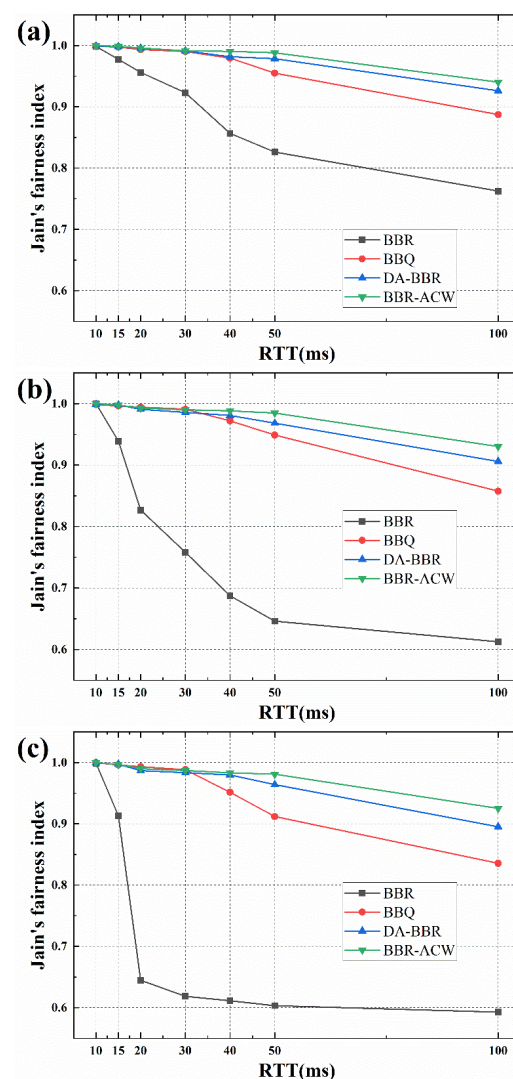 (a)
1.0
0.9
0.8
0.7
0.6
Jain's fairness index
BBR
BBQ
DA-BBR
BBR-ACW
10 15 20 30 40 50 100
RTT(ms)
(b)
1.0
0.9
0.8
0.7
0.6
Jain's fairness index
BBR
BBQ
DA-BBR
BBR-ACW
10 15 20 30 40 50 100
RTT(ms)
(c)
1.0
0.9
0.8
0.7
0.6
Jain's fairness index
BBR
BBQ
DA-BBR
BBR-ACW
10 15 20 30 40 50 100
RTT(ms)